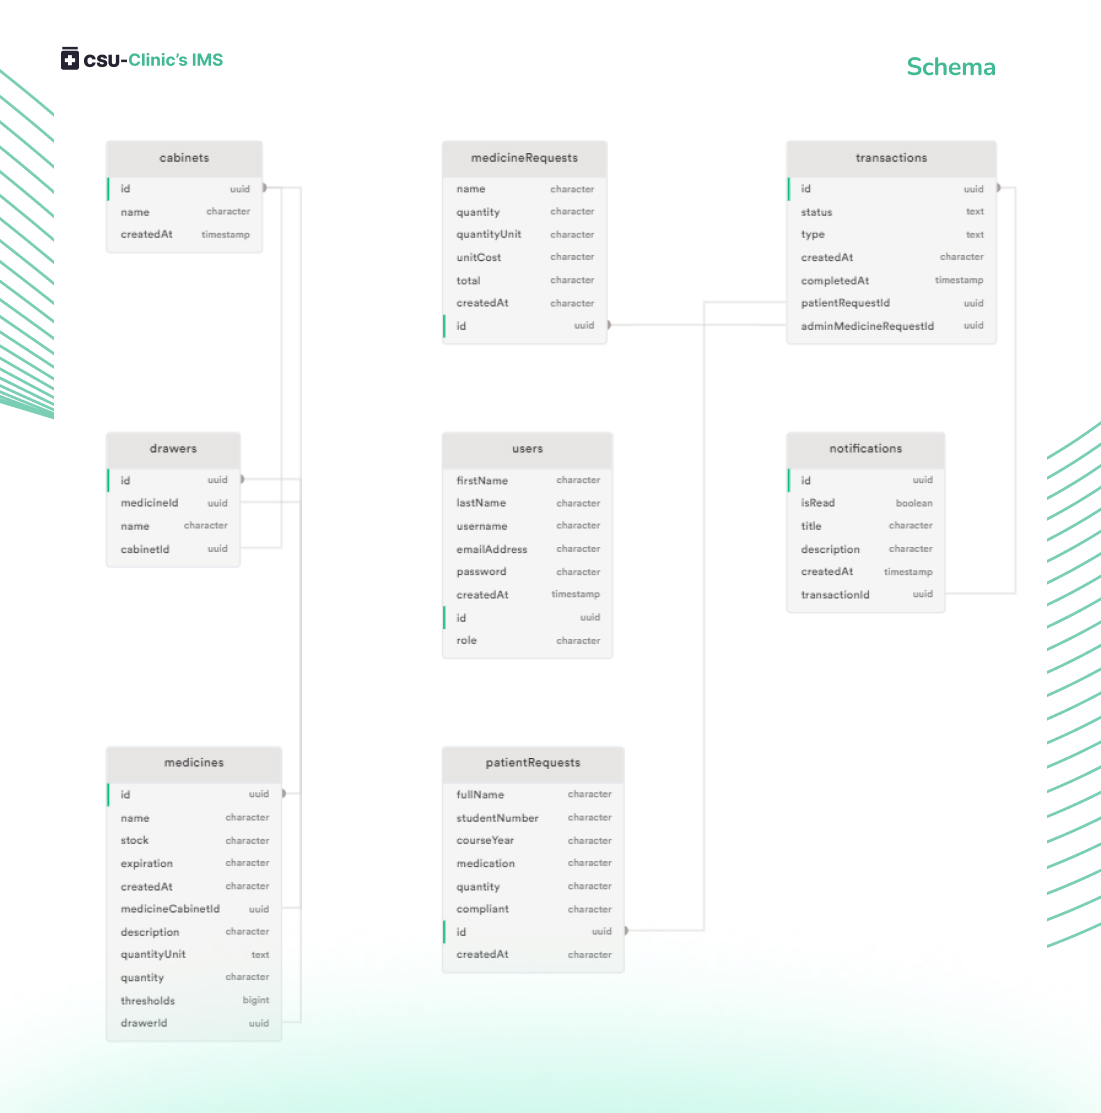 CSU-Clinic's IMS
Schema
cabinets
id uuid
name character
createdAt timestamp
medicineRequests
name character
quantity character
quantityUnit character
unitCost character
total character
createdAt character
id uuid
transactions
id uuid
status text
type text
createdAt character
completedAt timestamp
patientRequestId uuid
adminMedicineRequestId uuid
drawers
id uuid
medicineId uuid
name character
cabinetId uuid
users
firstName character
lastName character
username character
emailAddress character
password character
createdAt timestamp
id uuid
role character
notifications
id uuid
isRead boolean
title character
description character
createdAt timestamp
transactionId uuid
medicines
id uuid
name character
stock character
expiration character
createdAt character
medicineCabinetId uuid
description character
quantityUnit text
quantity character
thresholds bigint
drawerId uuid
patientRequests
fullName character
studentNumber character
courseYear character
medication character
quantity character
compliant character
id uuid
createdAt character